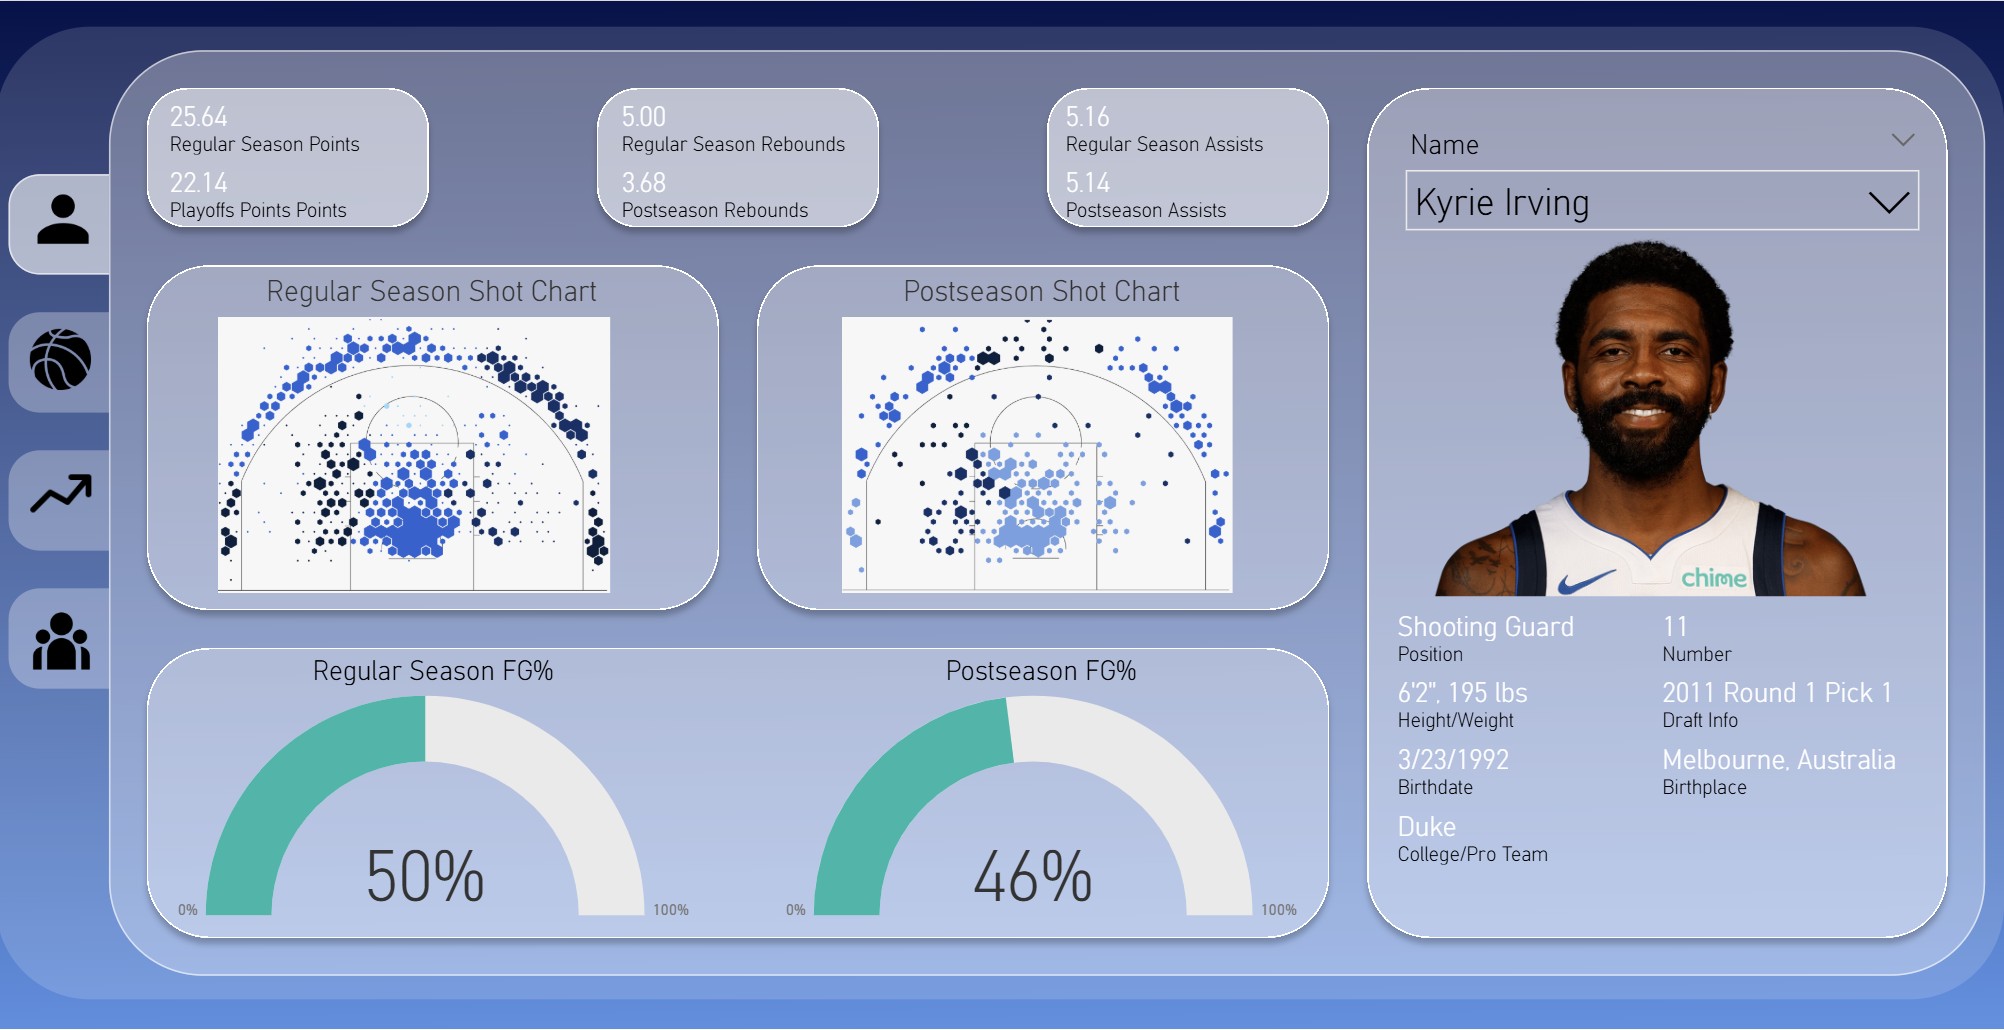 25.64
Regular Season Points
22.14
Playoffs Points Points
5.00
Regular Season Rebounds
3.68
Postseason Rebounds
5.16
Regular Season Assists
5.14
Postseason Assists
Regular Season Shot Chart
Postseason Shot Chart
Regular Season FG%
50%
0%
100%
Postseason FG%
46%
0%
100%
Name
Kyrie Irving
chime
Shooting Guard
Position
11
Number
6'2", 195 lbs
Height/Weight
2011 Round 1 Pick 1
Draft Info
3/23/1992
Birthdate
Melbourne, Australia
Birthplace
Duke
College/Pro Team